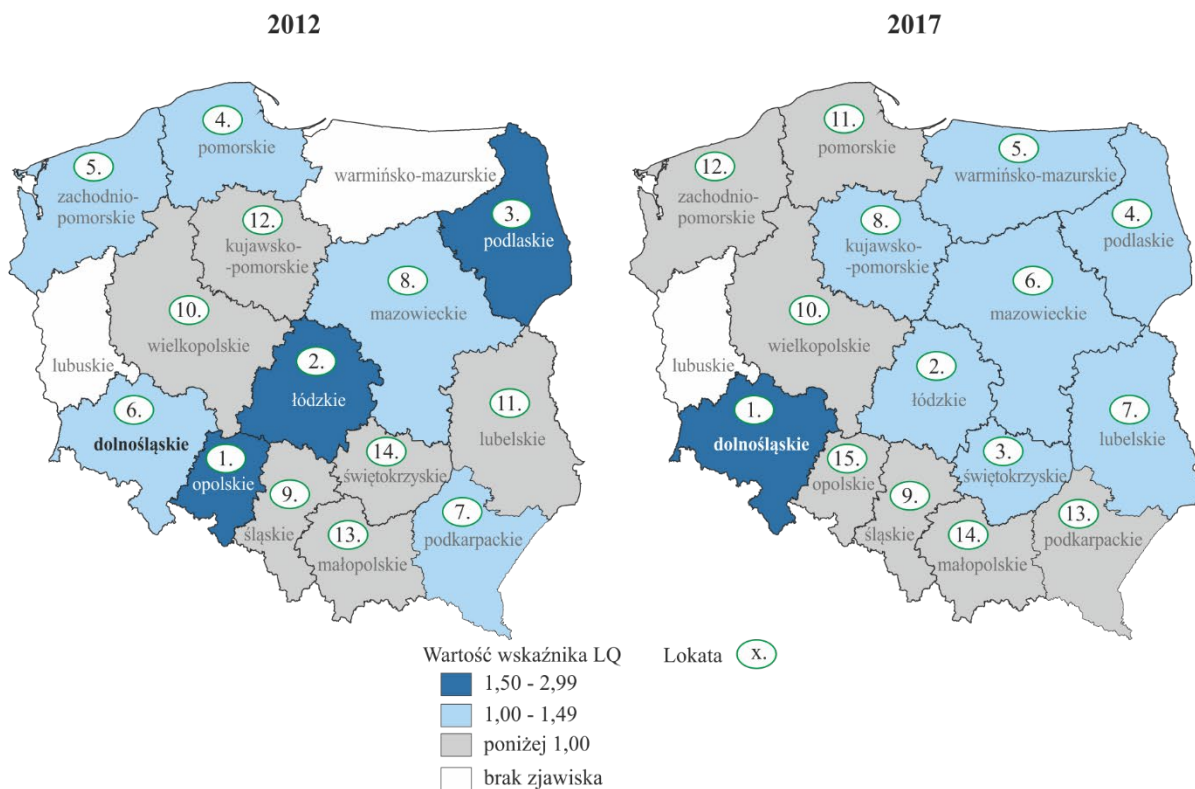 2012
2017
4.
pomorskie
5.
zachodnio-
pomorskie
warmińsko-mazurskie
3.
podlaskie
12.
kujawsko-
-pomorskie
8.
mazowieckie
10.
wielkopolskie
lubuskie
2.
łódzkie
11.
lubelskie
6.
dolnośląskie
1.
opolskie
14.
świętokrzyskie
9.
śląskie
7.
podkarpackie
13.
małopolskie
11.
pomorskie
12.
zachodnio-
pomorskie
5.
warmińsko-mazurskie
4.
podlaskie
8.
kujawsko-
-pomorskie
6.
mazowieckie
10.
wielkopolskie
lubuskie
2.
łódzkie
7.
lubelskie
1.
dolnośląskie
15.
opolskie
3.
świętokrzyskie
9.
śląskie
13.
podkarpackie
14.
małopolskie
Wartość wskaźnika LQ
Lokata x.
1,50 - 2,99
1,00 - 1,49
poniżej 1,00
brak zjawiska